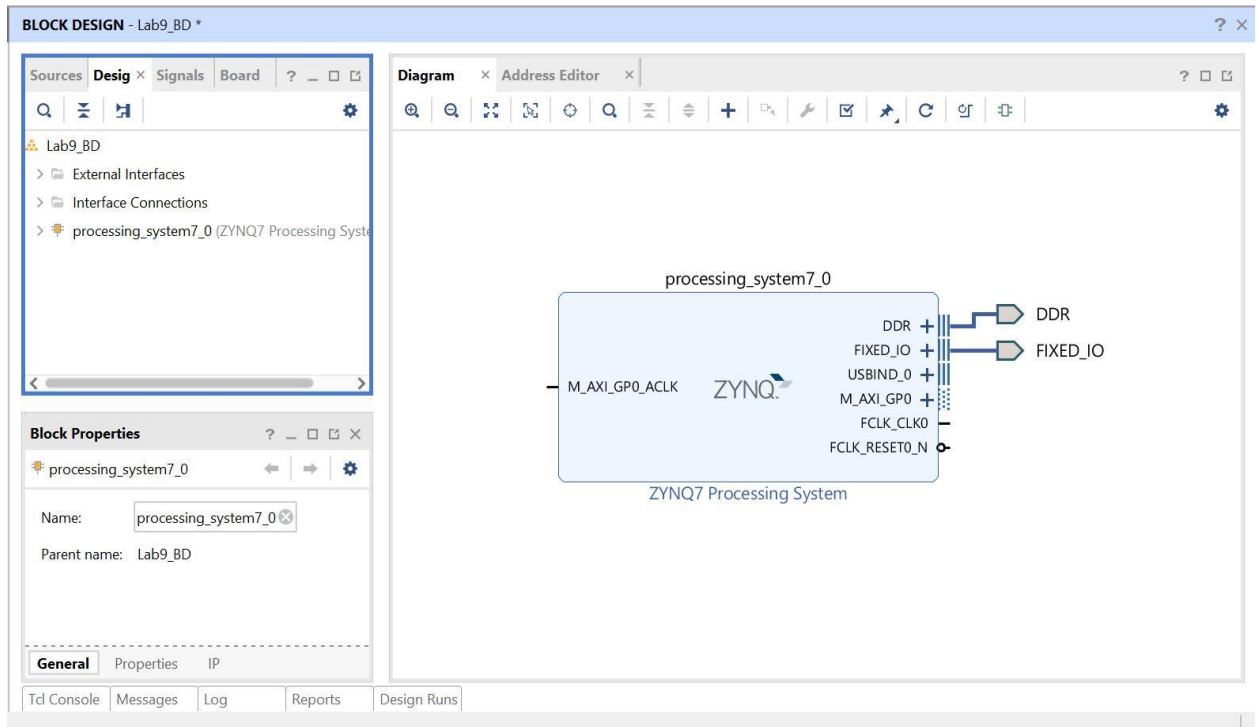 BLOCK DESIGN - Lab9_BD *
Sources Desig Signals Board
Lab9_BD
External Interfaces
Interface Connections
processing_system7_0 (ZYNQ7 Processing Syste
Block Properties
processing_system7_0
Name: processing_system7_0
Parent name: Lab9_BD
General Properties IP
Diagram Address Editor
processing_system7_0
M_AXI_GP0_ACLK
ZYNQ.
DDR
FIXED_IO
USBIND_0
M_AXI_GP0
FCLK_CLK0
FCLK_RESET0_N
DDR
FIXED_IO
ZYNQ7 Processing System
Tcl Console Messages Log Reports Design Runs